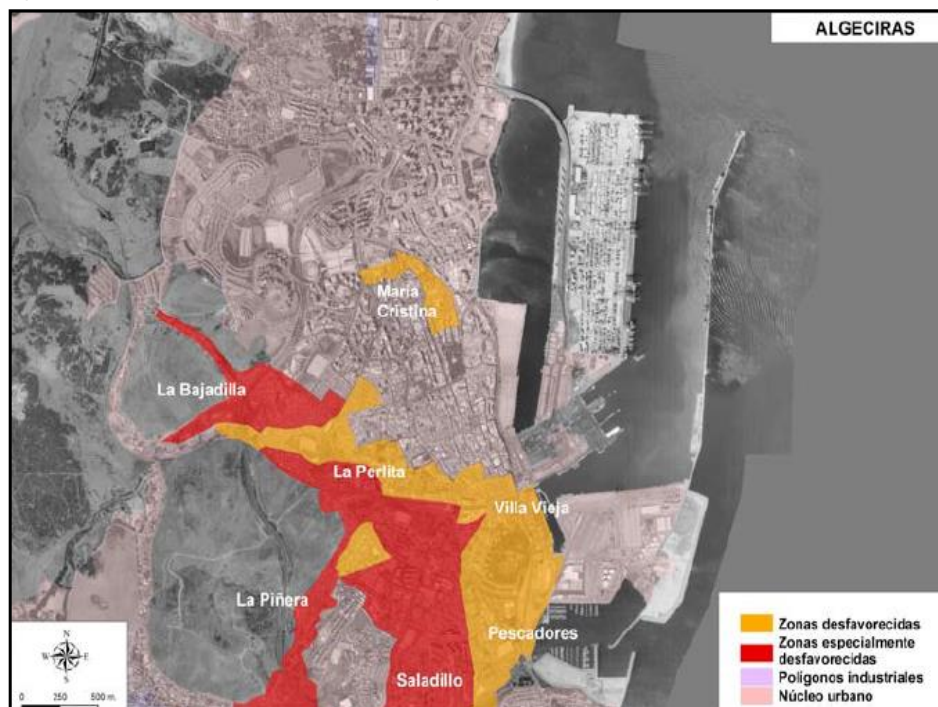 ALGECIRAS
María
Cristina
La Bajadilla
La Perlita
Villa Vieja
La Piñera
Pescadores
Saladillo
N
W E
S
0 250 500 m.
Zonas desfavorecidas
Zonas especialmente
desfavorecidas
Polígonos industriales
Núcleo urbano